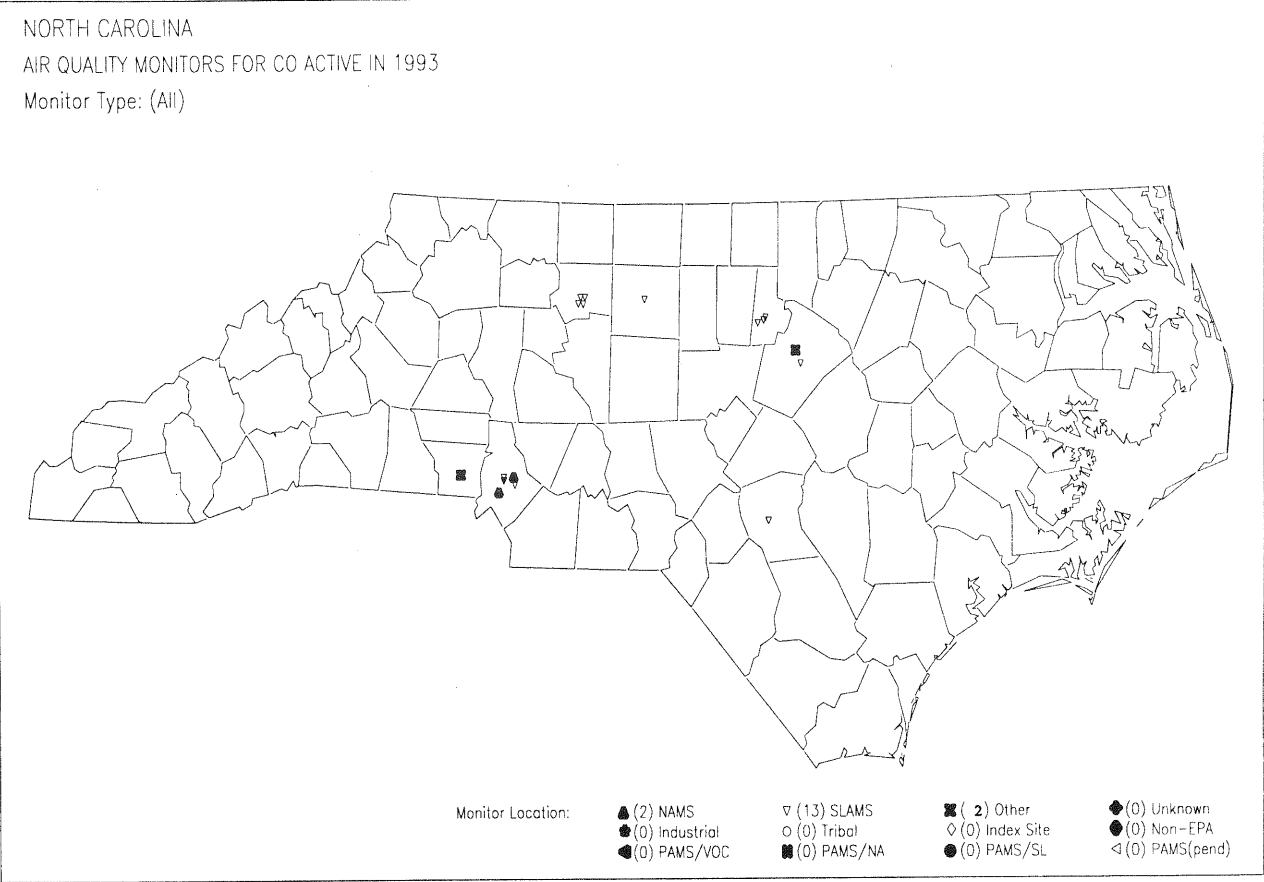 NORTH CAROLINA
AIR QUALITY MONITORS FOR CO ACTIVE IN 1993
Monitor Type: (All)
Monitor Location: (2) NAMS (13) SLAMS (2) Other (0) Unknown
(0) Industrial (0) Tribal (0) Index Site (0) Non-EPA
(0) PAMS/VOC (0) PAMS/NA (0) PAMS/SL (0) PAMS(pend)